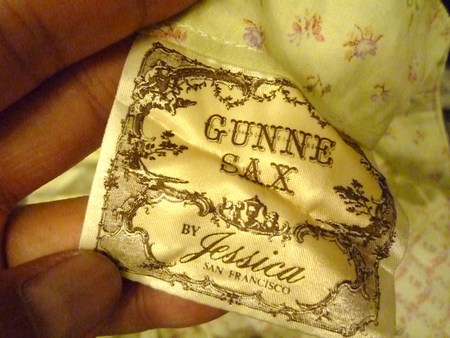 GUNNE
SAX
BY Jessica
SAN FRANCISCO